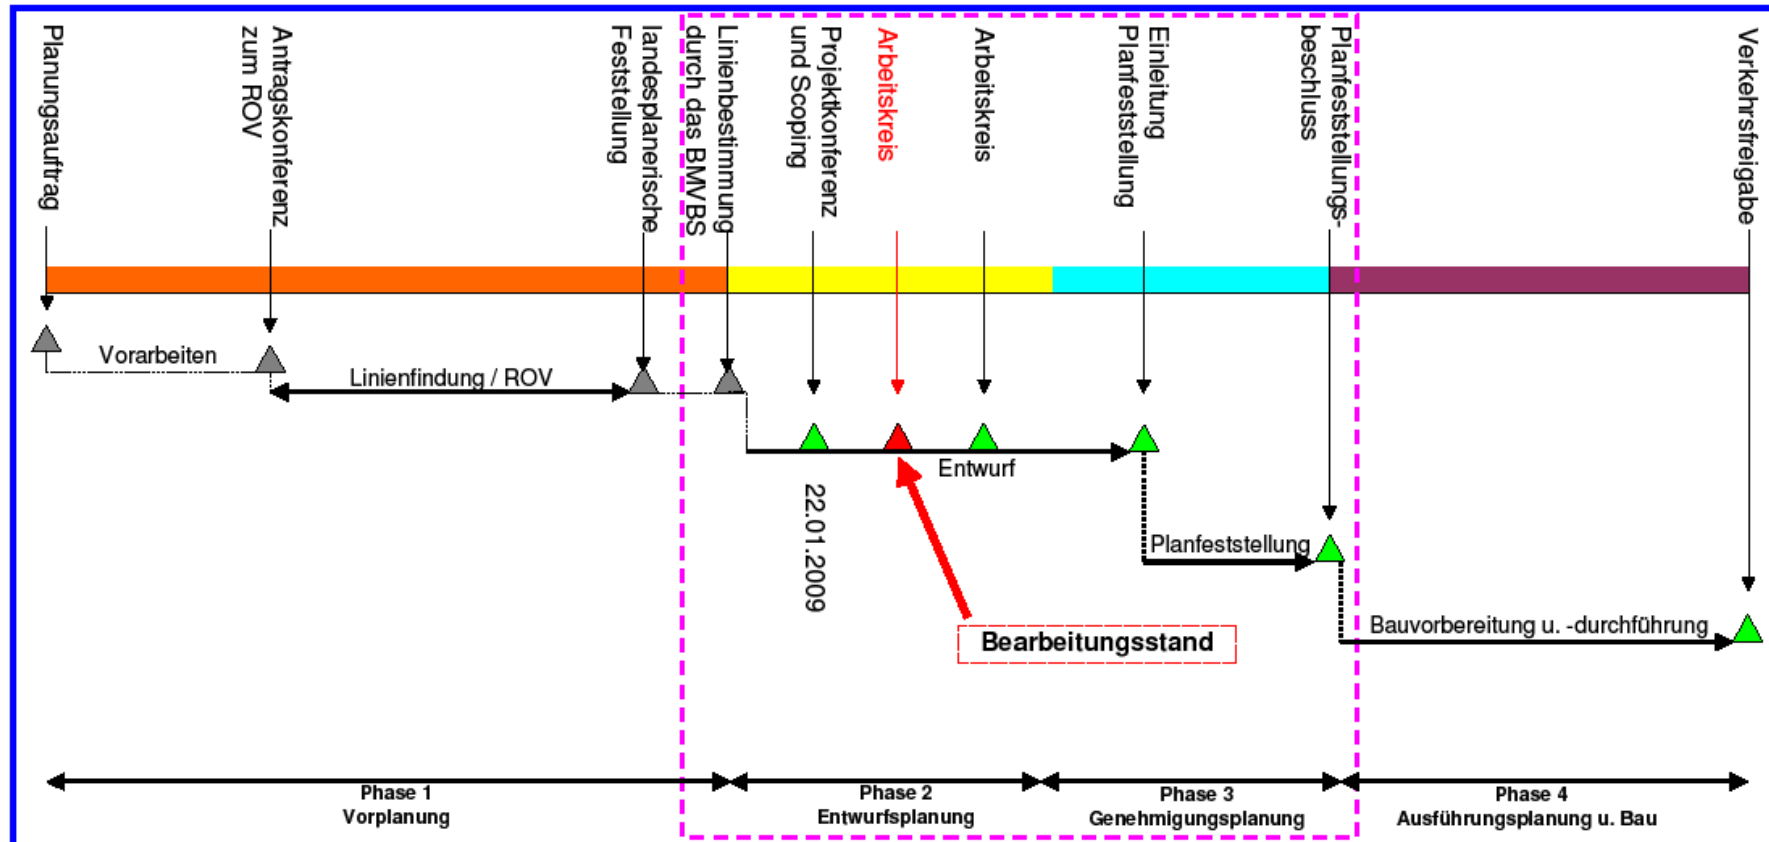 Planungsauftrag
Antragskonferenz
zum ROV
landesplanerische
Feststellung
Linienbestimmung
durch das BMVBS
Projektkonferenz
und Scoping
Arbeitskreis
Arbeitskreis
Einleitung
Planfeststellung
Planfeststellungs-
beschluss
Verkehrsfreigabe
Vorarbeiten
Linienfindung / ROV
Entwurf
22.01.2009
Planfeststellung
Bauvorbereitung u. -durchführung
Bearbeitungsstand
Phase 1
Vorplanung
Phase 2
Entwurfsplanung
Phase 3
Genehmigungsplanung
Phase 4
Ausführungsplanung u. Bau